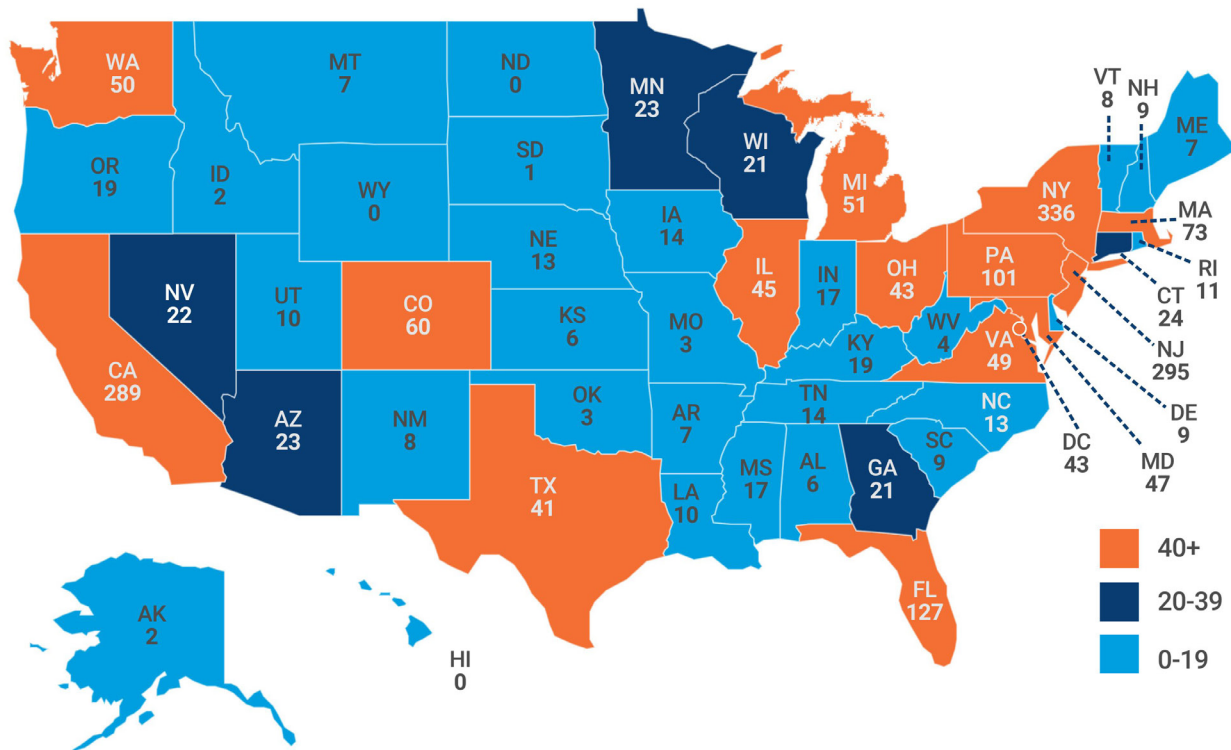 WA
50
MT
7
ND
0
MN
23
VT
8
NH
9
ME
7
OR
19
ID
2
SD
1
WI
21
WY
0
MI
51
NY
336
MA
73
IA
14
NE
13
PA
101
RI
11
NV
22
UT
10
CO
60
IL
45
IN
17
OH
43
CT
24
KS
6
MO
3
WV
4
VA
49
KY
19
NJ
295
CA
289
AZ
23
NM
8
OK
3
AR
7
TN
14
NC
13
DE
9
DC
43
MD
47
SC
9
MS
17
AL
6
GA
21
TX
41
LA
10
FL
127
AK
2
HI
0
40+
20-39
0-19